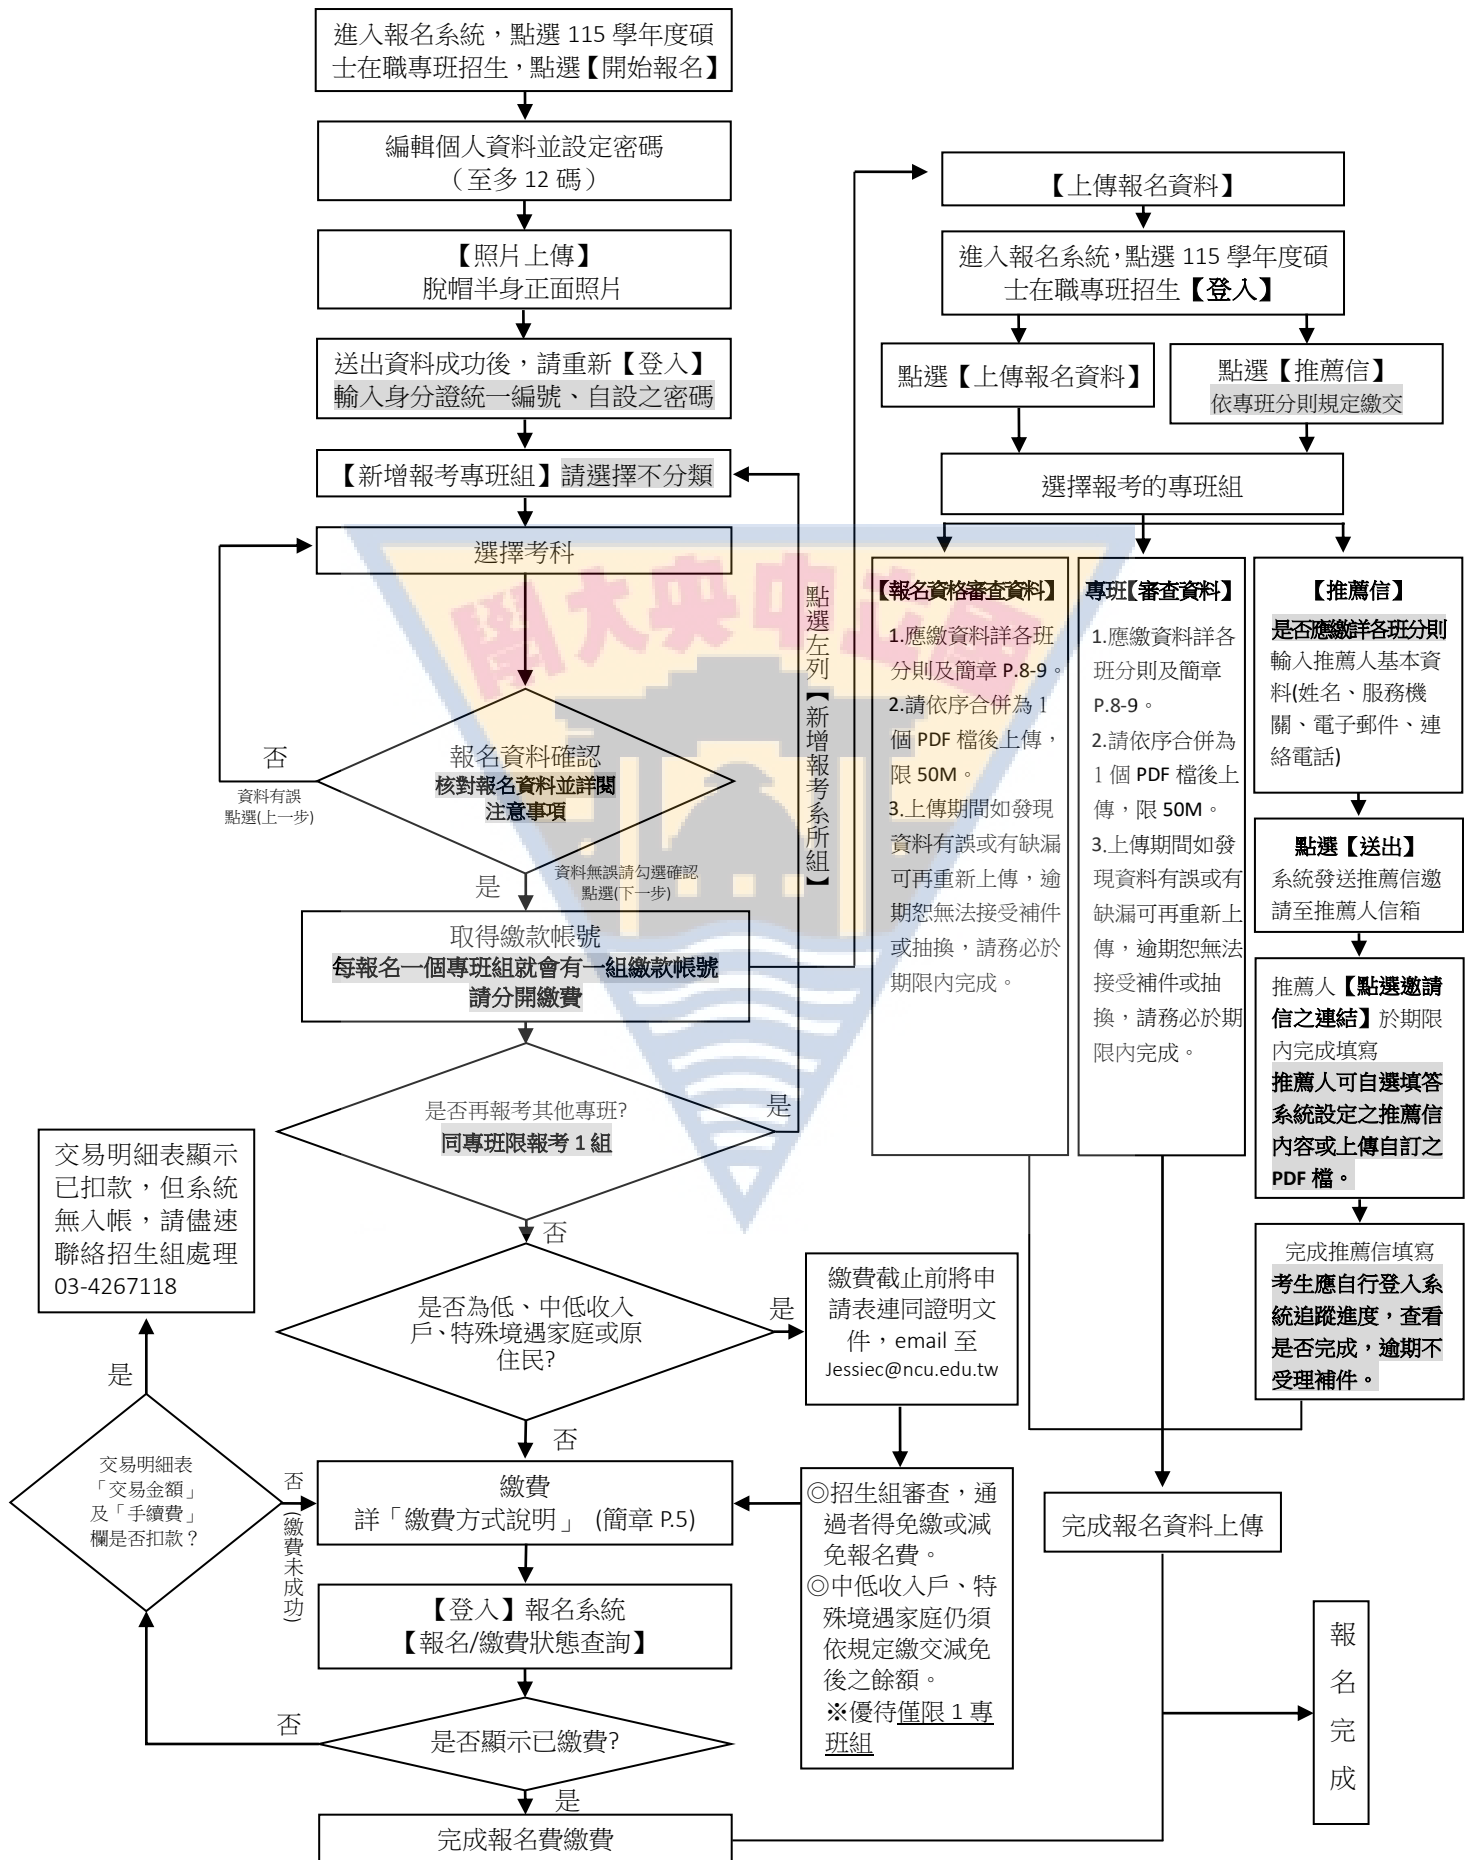 進入報名系統，點選 115 學年度碩
士在職專班招生，點選【開始報名】
編輯個人資料並設定密碼
（至多 12 碼）
【照片上傳】
脫帽半身正面照片
送出資料成功後，請重新【登入】
輸入身分證統一編號、自設之密碼
【新增報考專班組】請選擇不分類
選擇考科
報名資料確認
核對報名資料並詳閱
注意事項
否
資料有誤
點選(上一步)
是
資料無誤請勾選確認
點選(下一步)
取得繳款帳號
每報名一個專班組就會有一組繳款帳號
請分開繳費
是否再報考其他專班?
同專班限報考 1 組
是
點選左列【新增報考系所組】
否
是否為低、中低收入
戶、特殊境遇家庭或原
住民?
是
繳費截止前將申
請表連同證明文
件，email 至
Jessiec@ncu.edu.tw
◎招生組審查，通
過者得免繳或減
免報名費。
◎中低收入戶、特
殊境遇家庭仍須
依規定繳交減免
後之餘額。
※優待僅限 1 專
班組
否
繳費
詳「繳費方式說明」 (簡章 P.5)
【登入】報名系統
【報名/繳費狀態查詢】
是否顯示已繳費?
否
交易明細表
「交易金額」
及「手續費」
欄是否扣款？
否
(繳費未成功)
是
交易明細表顯示
已扣款，但系統
無入帳，請儘速
聯絡招生組處理
03-4267118
是
完成報名費繳費
【上傳報名資料】
進入報名系統，點選 115 學年度碩
士在職專班招生【登入】
點選【上傳報名資料】
點選【推薦信】
依專班分則規定繳交
選擇報考的專班組
【報名資格審查資料】
1.應繳資料詳各班
分則及簡章 P.8-9。
2.請依序合併為 1
個 PDF 檔後上傳，
限 50M。
3.上傳期間如發現
資料有誤或有缺漏
可再重新上傳，逾
期恕無法接受補件
或抽換，請務必於
期限內完成。
專班【審查資料】
1.應繳資料詳各
班分則及簡章
P.8-9。
2.請依序合併為
1 個 PDF 檔後上
傳，限 50M。
3.上傳期間如發
現資料有誤或有
缺漏可再重新上
傳，逾期恕無法
接受補件或抽
換，請務必於期
限內完成。
【推薦信】
是否應繳詳各班分則
輸入推薦人基本資
料(姓名、服務機
關、電子郵件、連
絡電話)
點選【送出】
系統發送推薦信邀
請至推薦人信箱
推薦人【點選邀請
信之連結】於期限
內完成填寫
推薦人可自選填答
系統設定之推薦信
內容或上傳自訂之
PDF 檔。
完成推薦信填寫
考生應自行登入系
統追蹤進度，查看
是否完成，逾期不
受理補件。
完成報名資料上傳
報
名
完
成
學大央中立國